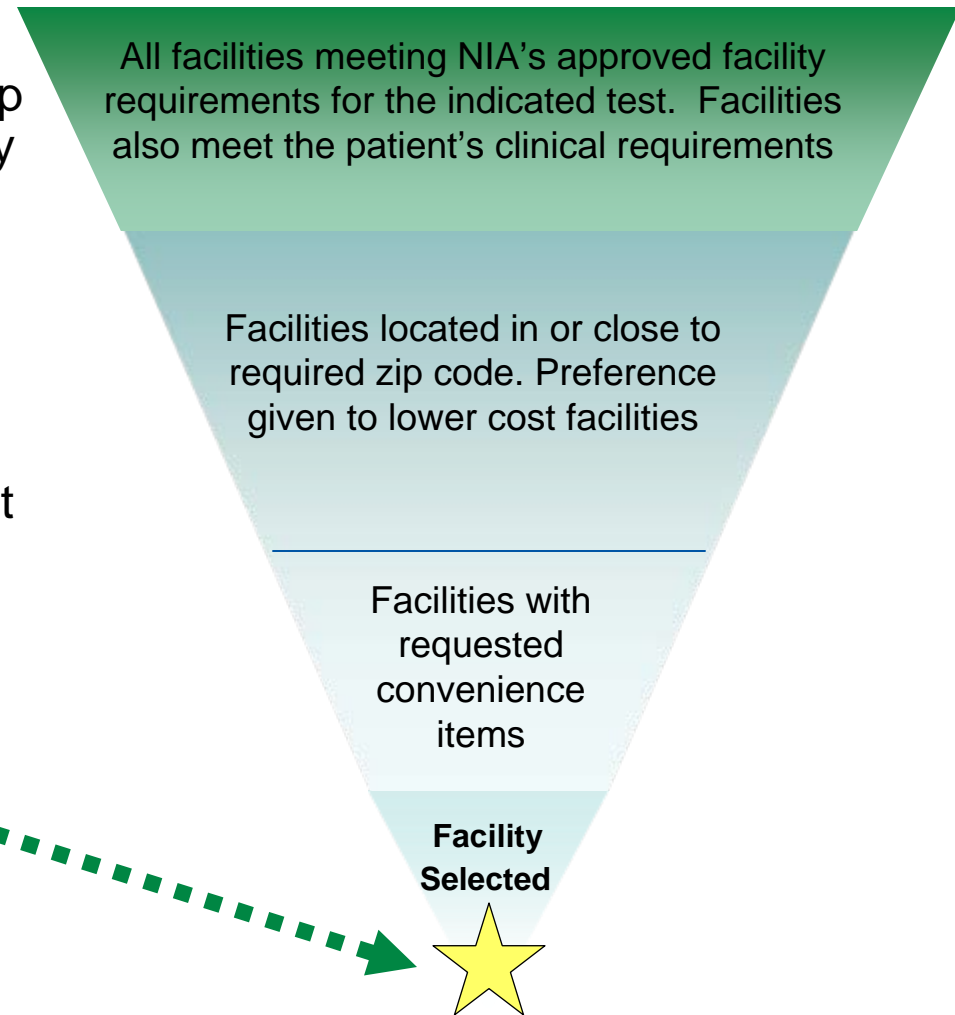 All facilities meeting NIA's approved facility
requirements for the indicated test.  Facilities
also meet the patient's clinical requirements
p
y
Facilities located in or close to
required zip code. Preference
given to lower cost facilities
t
Facilities with
requested
convenience
items
Facility
Selected